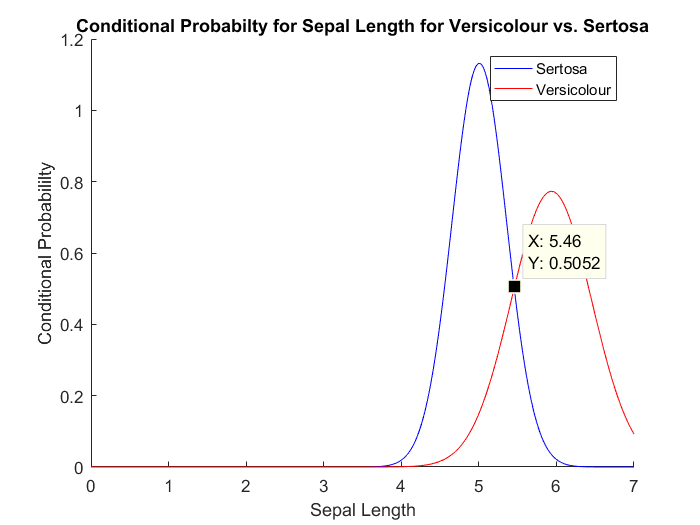 Conditional Probabilty for Sepal Length for Versicolour vs. Sertosa
1.2
Sertosa
Versicolour
1
0.8
X: 5.46
Y: 0.5052
0.6
0.4
0.2
0
Conditional Probabililty
0
1
2
3
4
5
6
7
Sepal Length